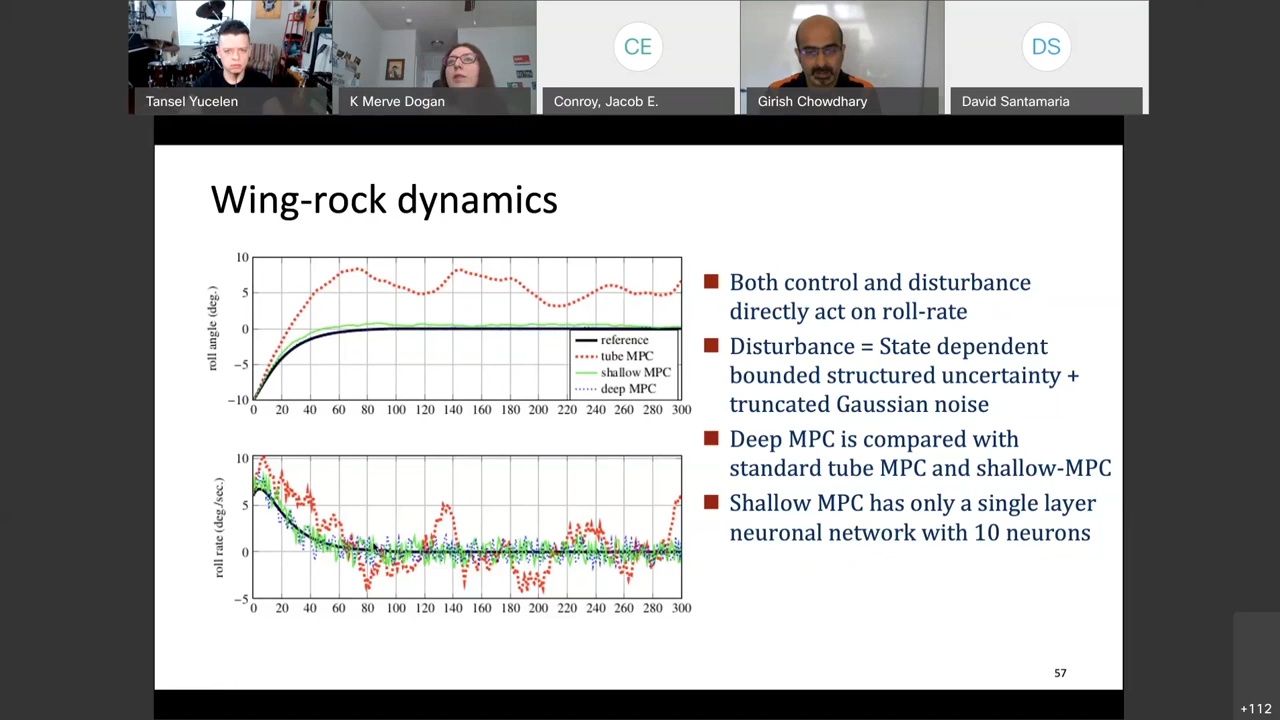 CE
DS
Tansel Yucelen
K Merve Dogan
Conroy, Jacob E.
Girish Chowdhary
David Santamaria
Wing-rock dynamics
10
5
0
−5
−10
roll angle (deg.)
reference
tube MPC
shallow MPC
deep MPC
0 20 40 60 80 100 120 140 160 180 200 220 240 260 280 300
10
5
0
−5
roll rate (deg./sec.)
0 20 40 60 80 100 120 140 160 180 200 220 240 260 280 300
Both control and disturbance
directly act on roll-rate
Disturbance = State dependent
bounded structured uncertainty +
truncated Gaussian noise
Deep MPC is compared with
standard tube MPC and shallow-MPC
Shallow MPC has only a single layer
neuronal network with 10 neurons
57
+112